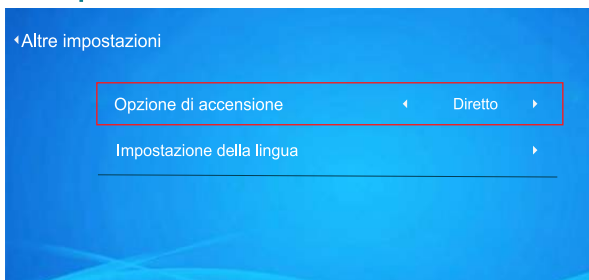 Altre impostazioni
Opzione di accensione Diretto
Impostazione della lingua